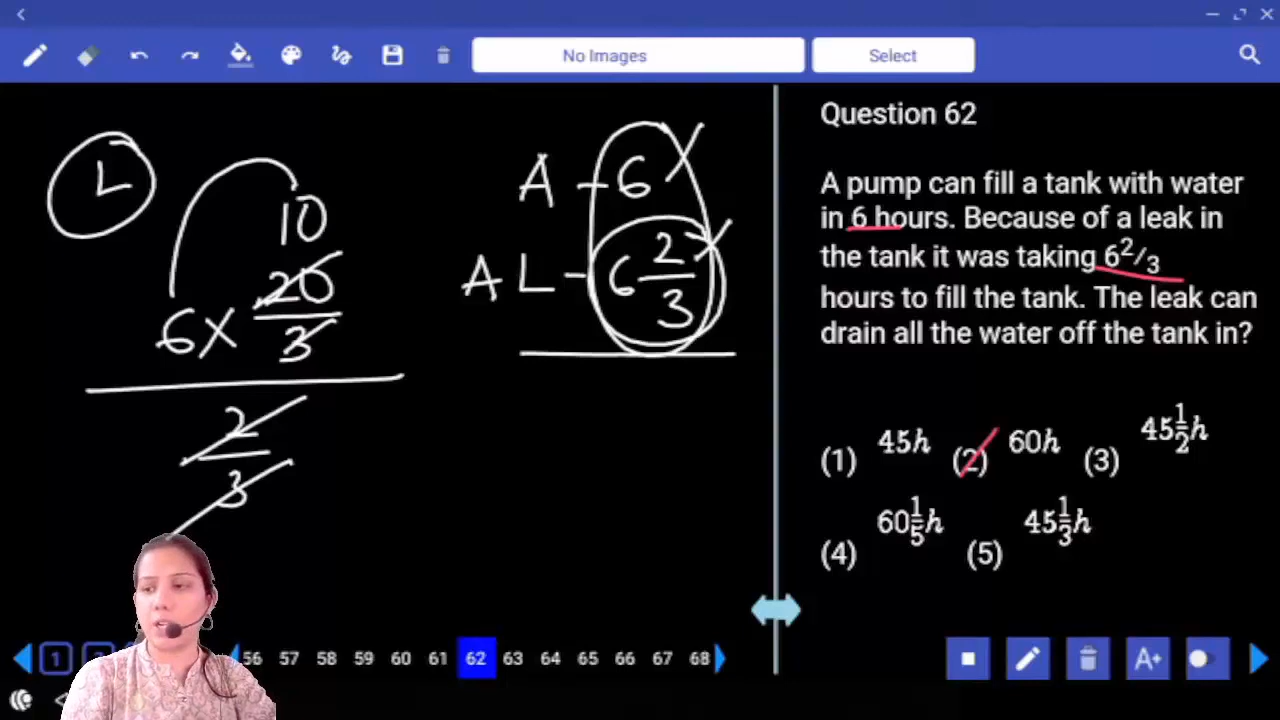 No Images
Select
L
10
20
6 x 3
2
3
A - 6
A L - 6 2/3
Question 62
A pump can fill a tank with water
in 6 hours. Because of a leak in
the tank it was taking 6²/₃
hours to fill the tank. The leak can
drain all the water off the tank in?
(1) 45h (2) 60h (3) 45 1/2 h
(4) 60 1/5 h (5) 45 1/3 h
1 56 57 58 59 60 61 62 63 64 65 66 67 68
A+